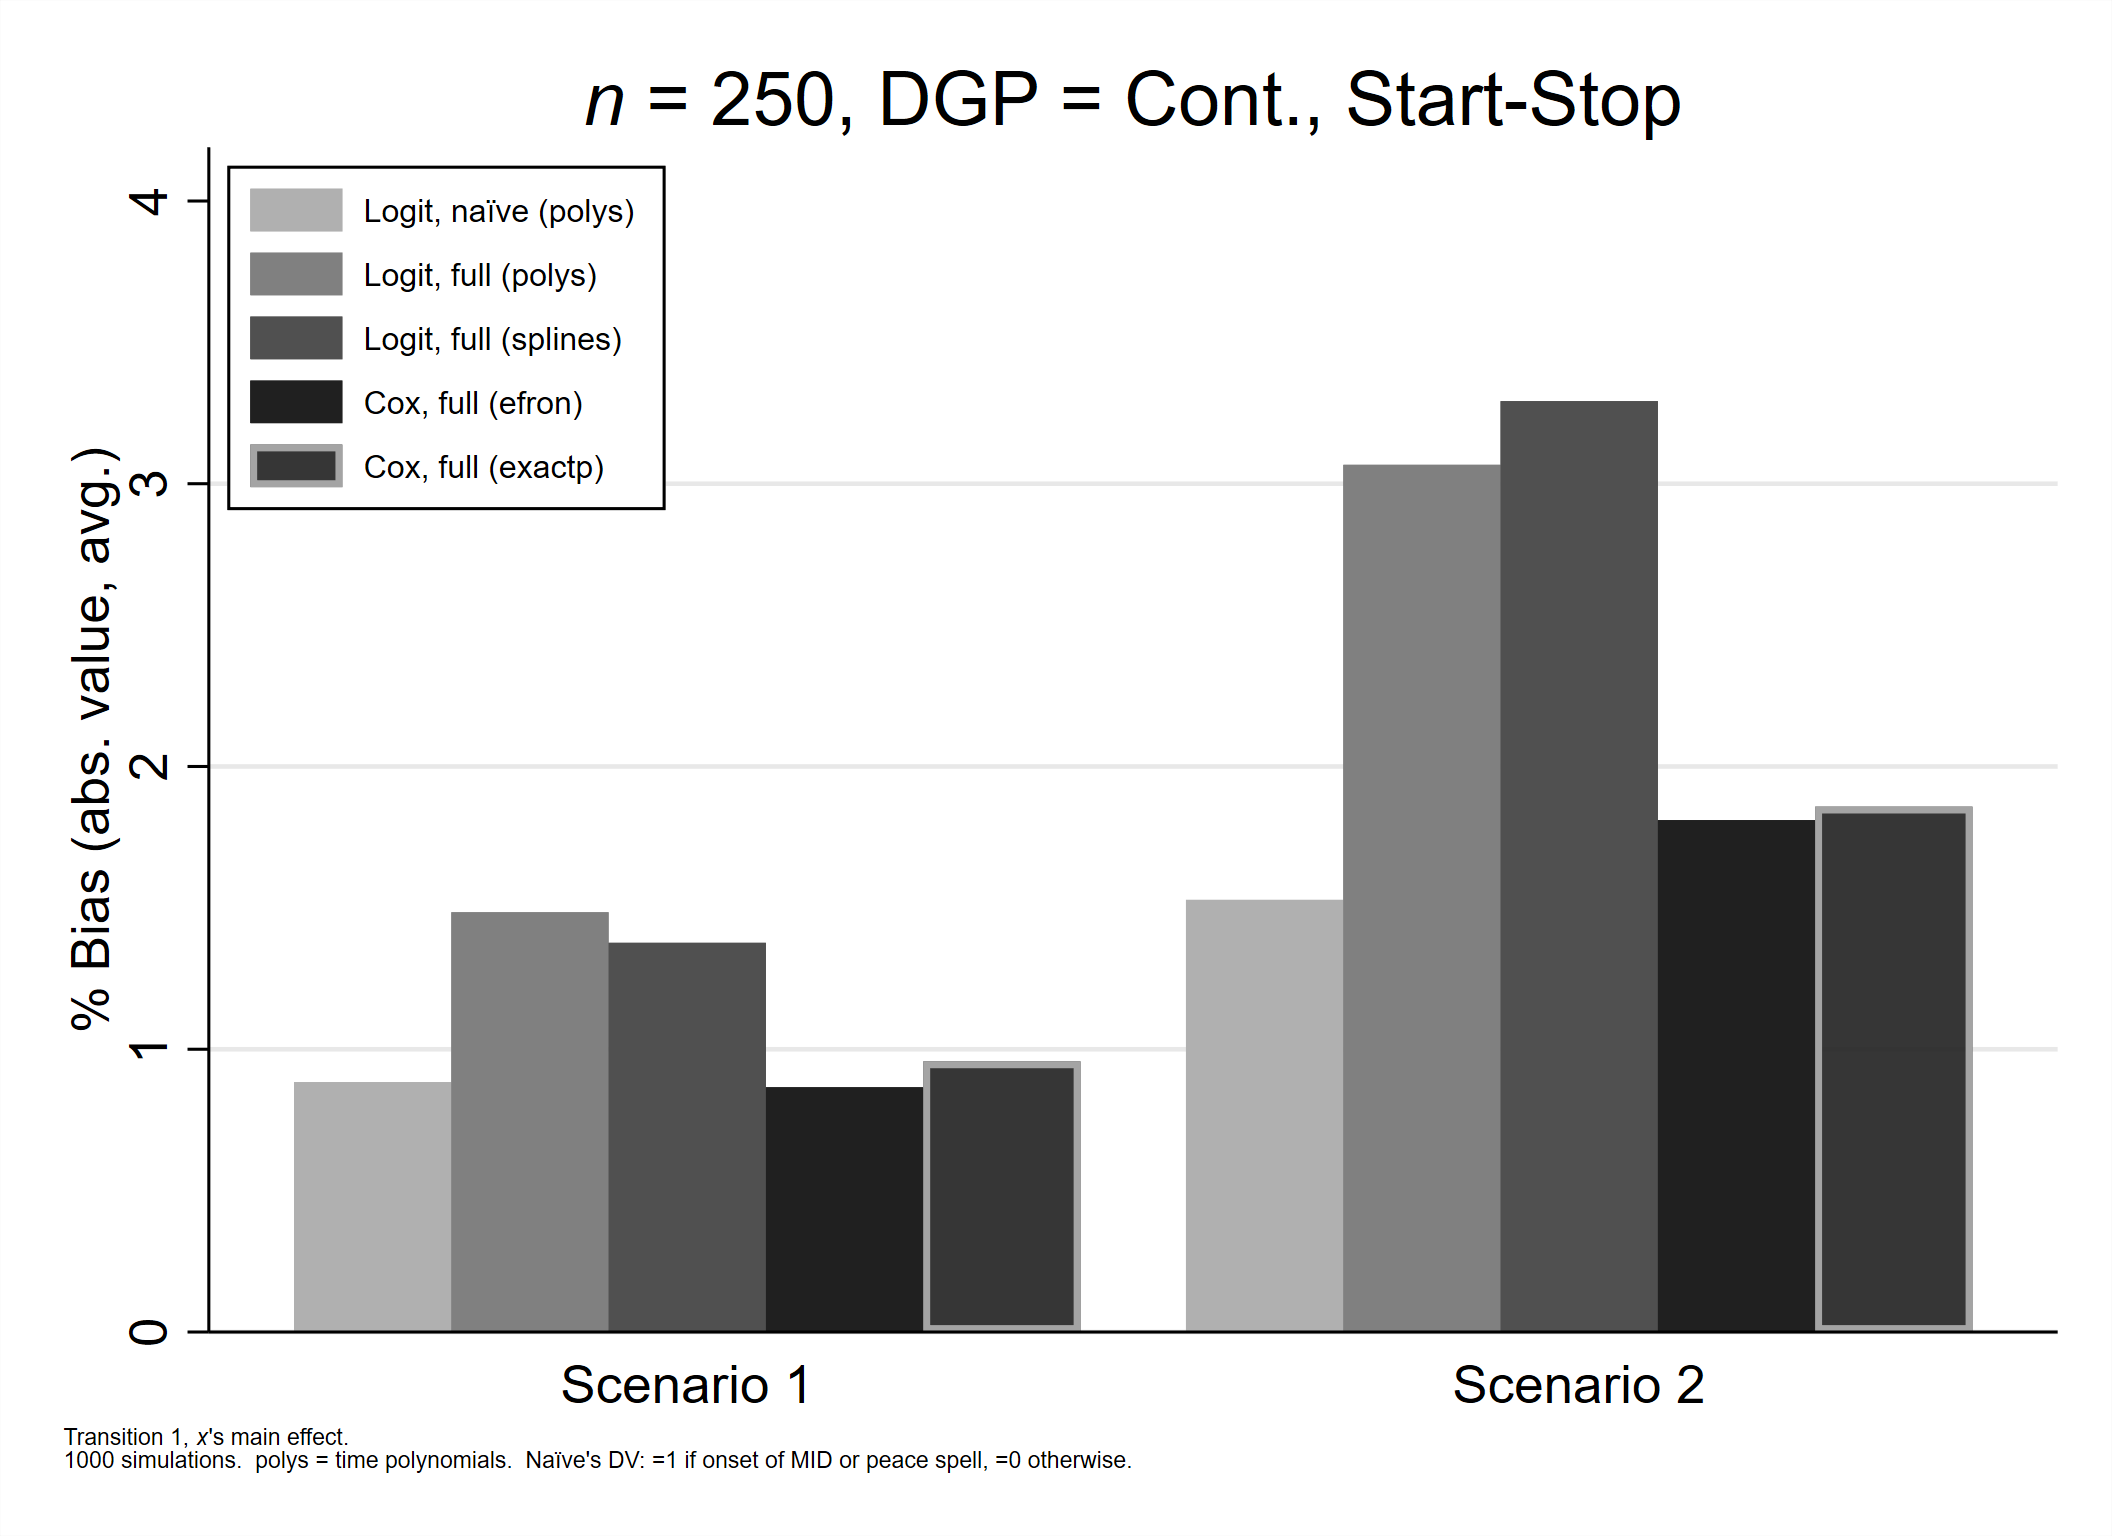 n = 250, DGP = Cont., Start-Stop
Logit, naïve (polys)
Logit, full (polys)
Logit, full (splines)
Cox, full (efron)
Cox, full (exactp)
% Bias (abs. value, avg.)
4
3
2
1
0
Scenario 1
Scenario 2
Transition 1, x's main effect.
1000 simulations.  polys = time polynomials.  Naïve's DV: =1 if onset of MID or peace spell, =0 otherwise.